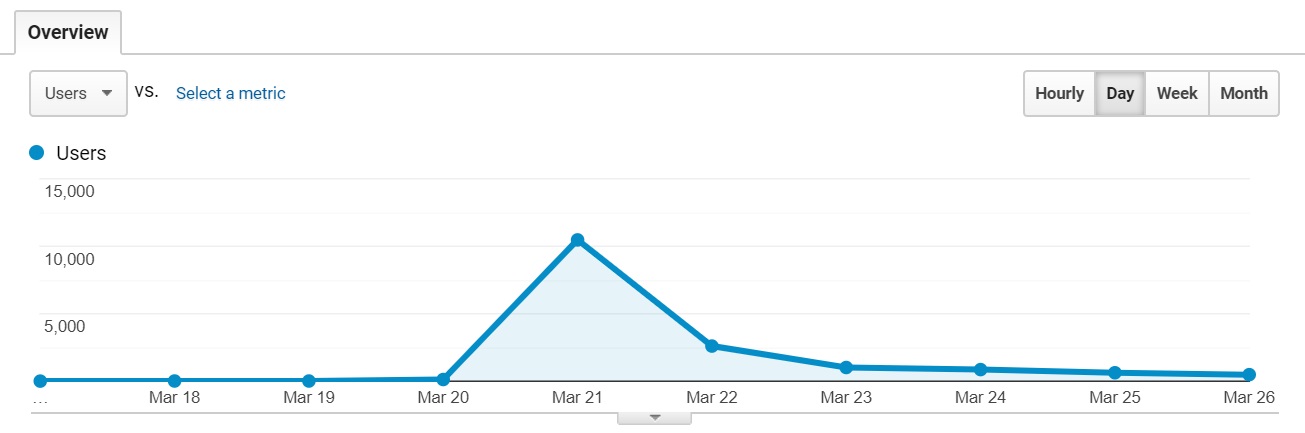 Overview
Users vs. Select a metric Hourly Day Week Month
Users
15,000
10,000
5,000
... Mar 18 Mar 19 Mar 20 Mar 21 Mar 22 Mar 23 Mar 24 Mar 25 Mar 26